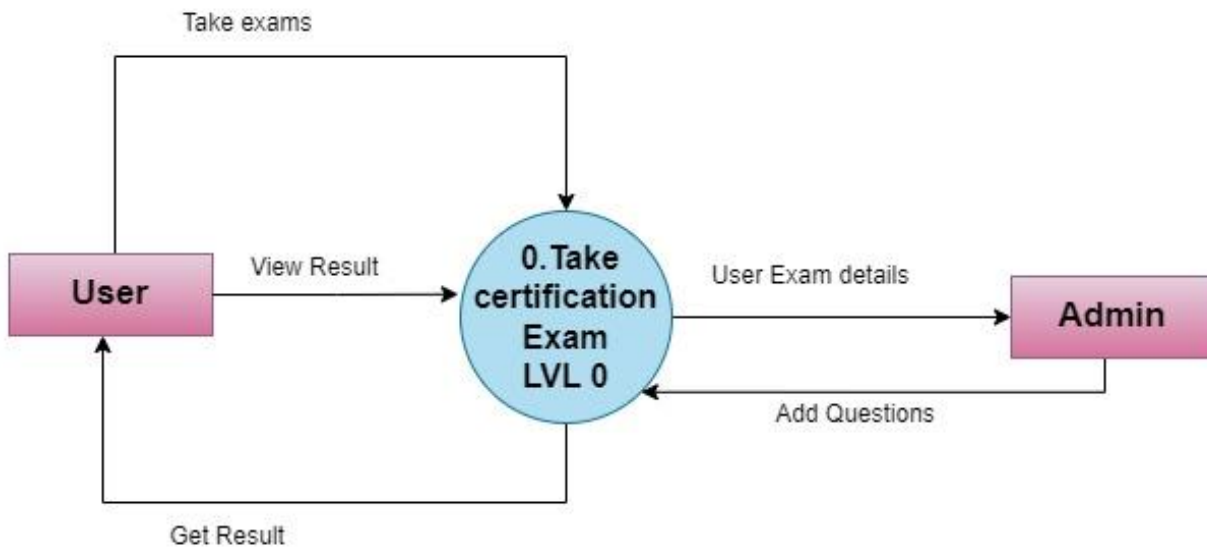 Take exams
User
View Result
0.Take
certification
Exam
LVL 0
User Exam details
Admin
Add Questions
Get Result